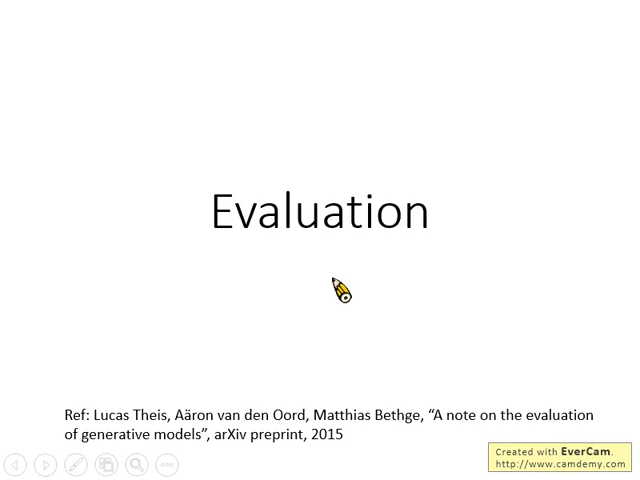 Evaluation
Ref: Lucas Theis, Aäron van den Oord, Matthias Bethge, “A note on the evaluation
of generative models”, arXiv preprint, 2015
Created with EverCam.
http://www.camdemy.com